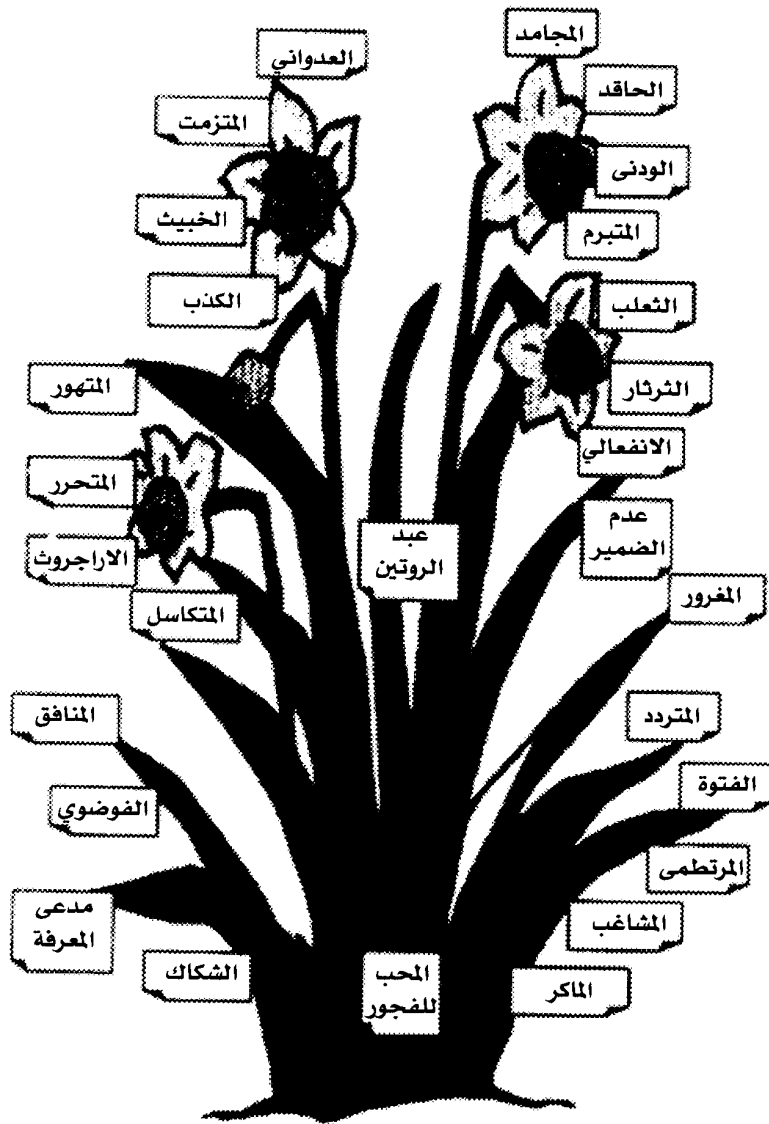 المجامد
العدواني
الحاقد
المتزمت
الودنى
الخبيث
المتبرم
الثعلب
الكذب
الثرثار
المتهور
الانفعالي
المتحرر
عدم
الضمير
عبد
الروتين
الاراجروث
المغرور
المتكاسل
المتردد
المنافق
الفتوة
الفوضوي
المرتطمى
المشاغب
مدعى
المعرفة
الماكر
المحب
للفجور
الشكاك